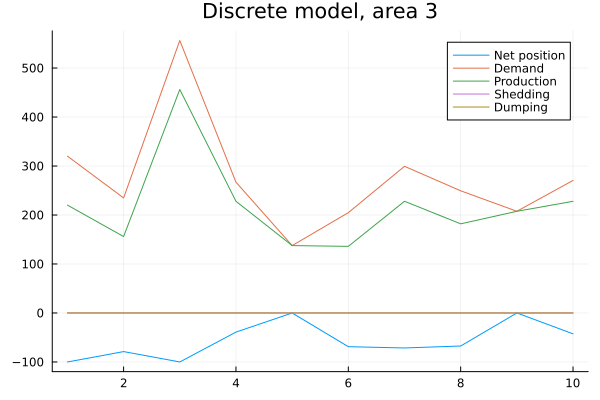 Discrete model, area 3
Net position
Demand
Production
Shedding
Dumping
500
400
300
200
100
0
−100
2
4
6
8
10